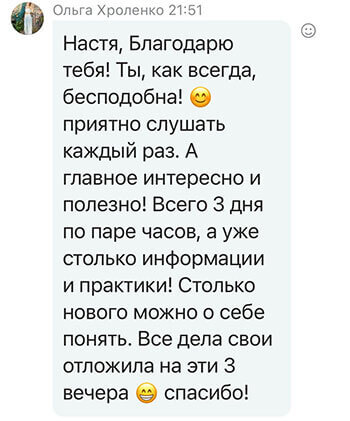 Ольга Хроленко 21:51
Настя, Благодарю
тебя! Ты, как всегда,
бесподобна! 😊
приятно слушать
каждый раз. А
главное интересно и
полезно! Всего 3 дня
по паре часов, а уже
столько информации
и практики! Столько
нового можно о себе
понять. Все дела свои
отложила на эти 3
вечера 😁 спасибо!